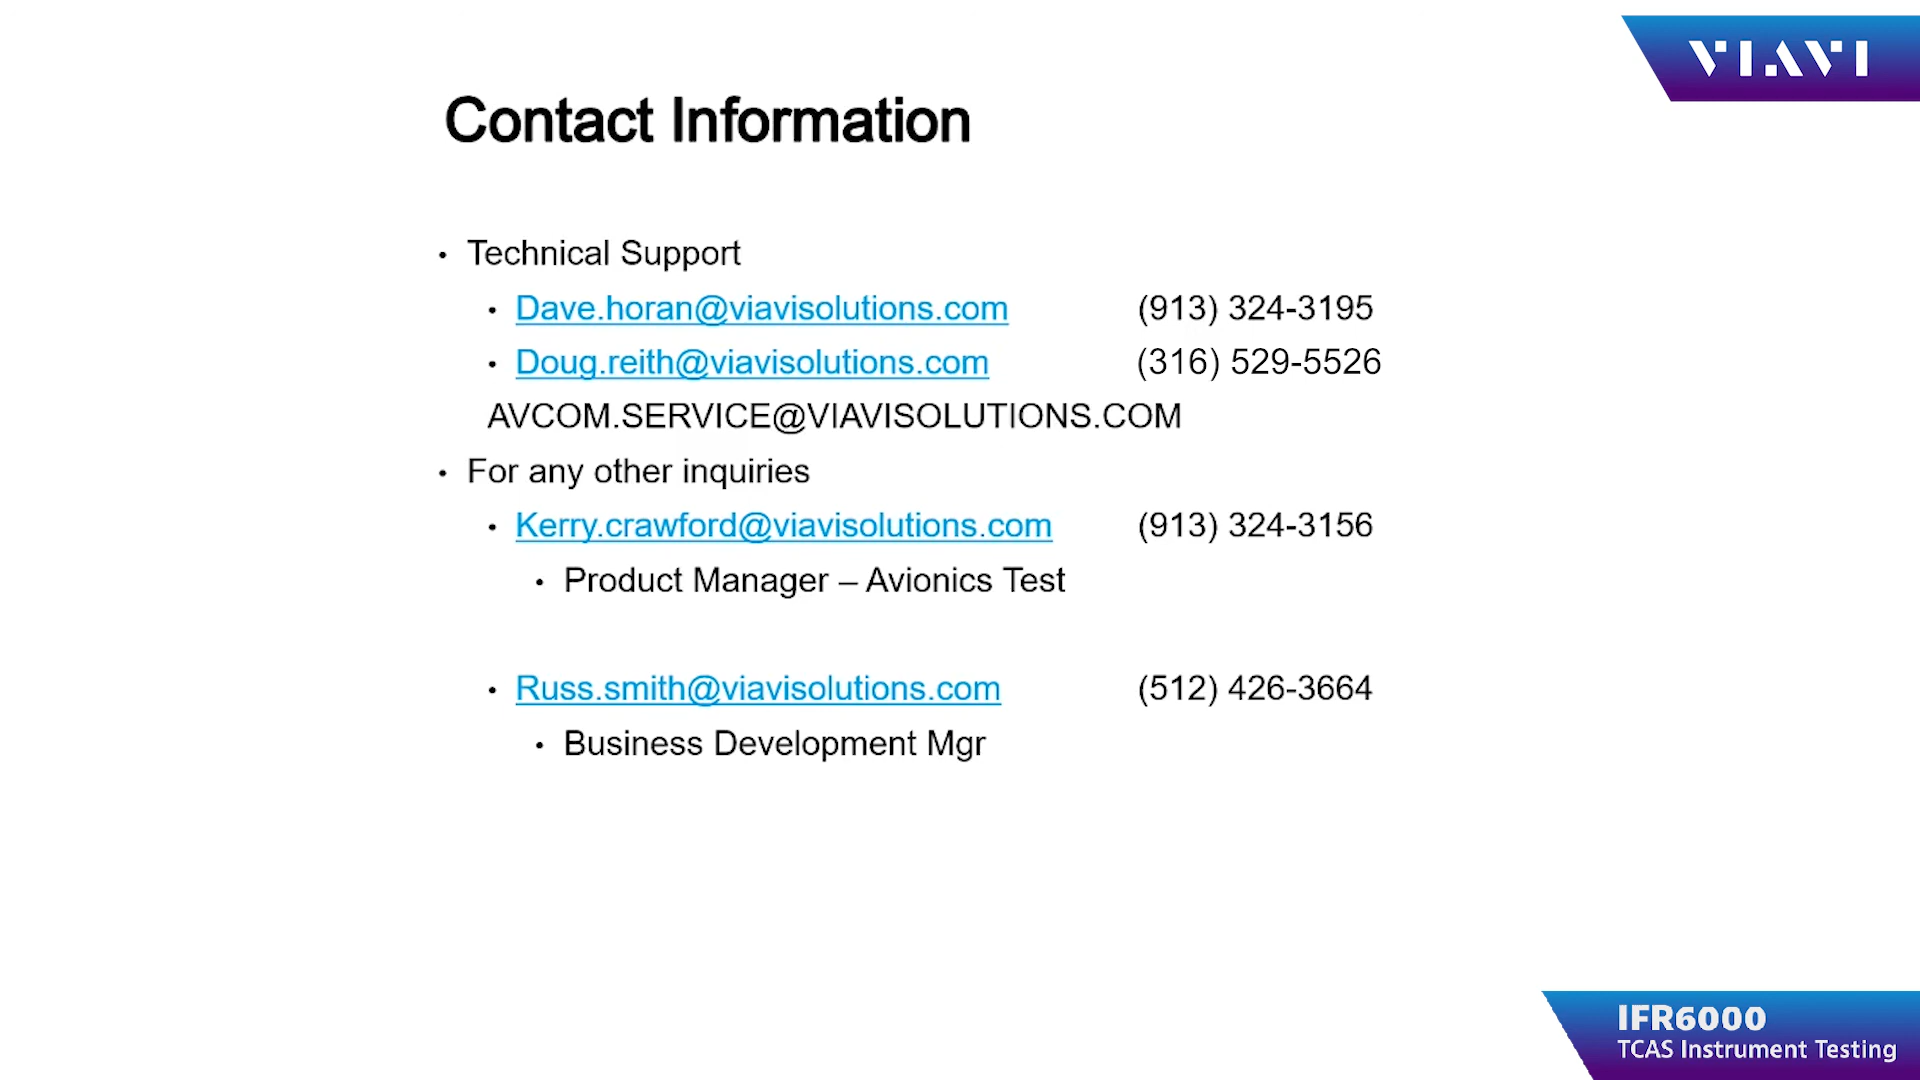 VIAVI
Contact Information
• Technical Support
• Dave.horan@viavisolutions.com (913) 324-3195
• Doug.reith@viavisolutions.com (316) 529-5526
AVCOM.SERVICE@VIAVISOLUTIONS.COM
• For any other inquiries
• Kerry.crawford@viavisolutions.com (913) 324-3156
• Product Manager – Avionics Test
• Russ.smith@viavisolutions.com (512) 426-3664
• Business Development Mgr
IFR6000
TCAS Instrument Testing